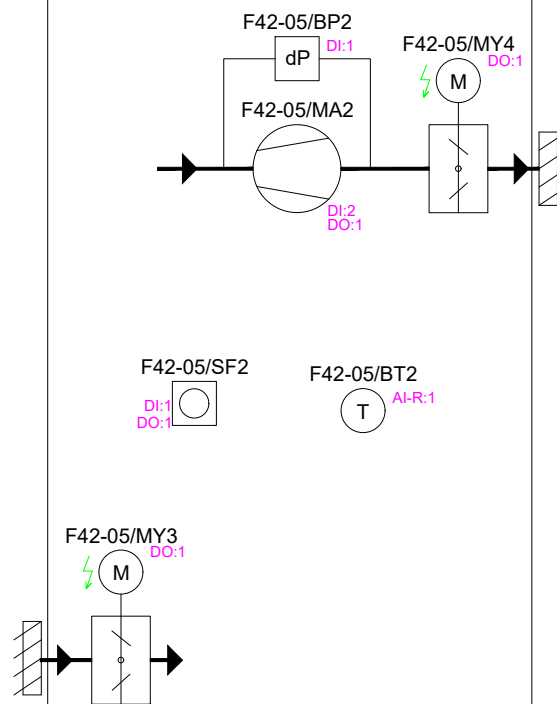 F42-05/BP2
DI:1
dP
F42-05/MY4
DO:1
M
F42-05/MA2
DI:2
DO:1
F42-05/SF2
DI:1
DO:1
F42-05/BT2
AI-R:1
T
F42-05/MY3
DO:1
M